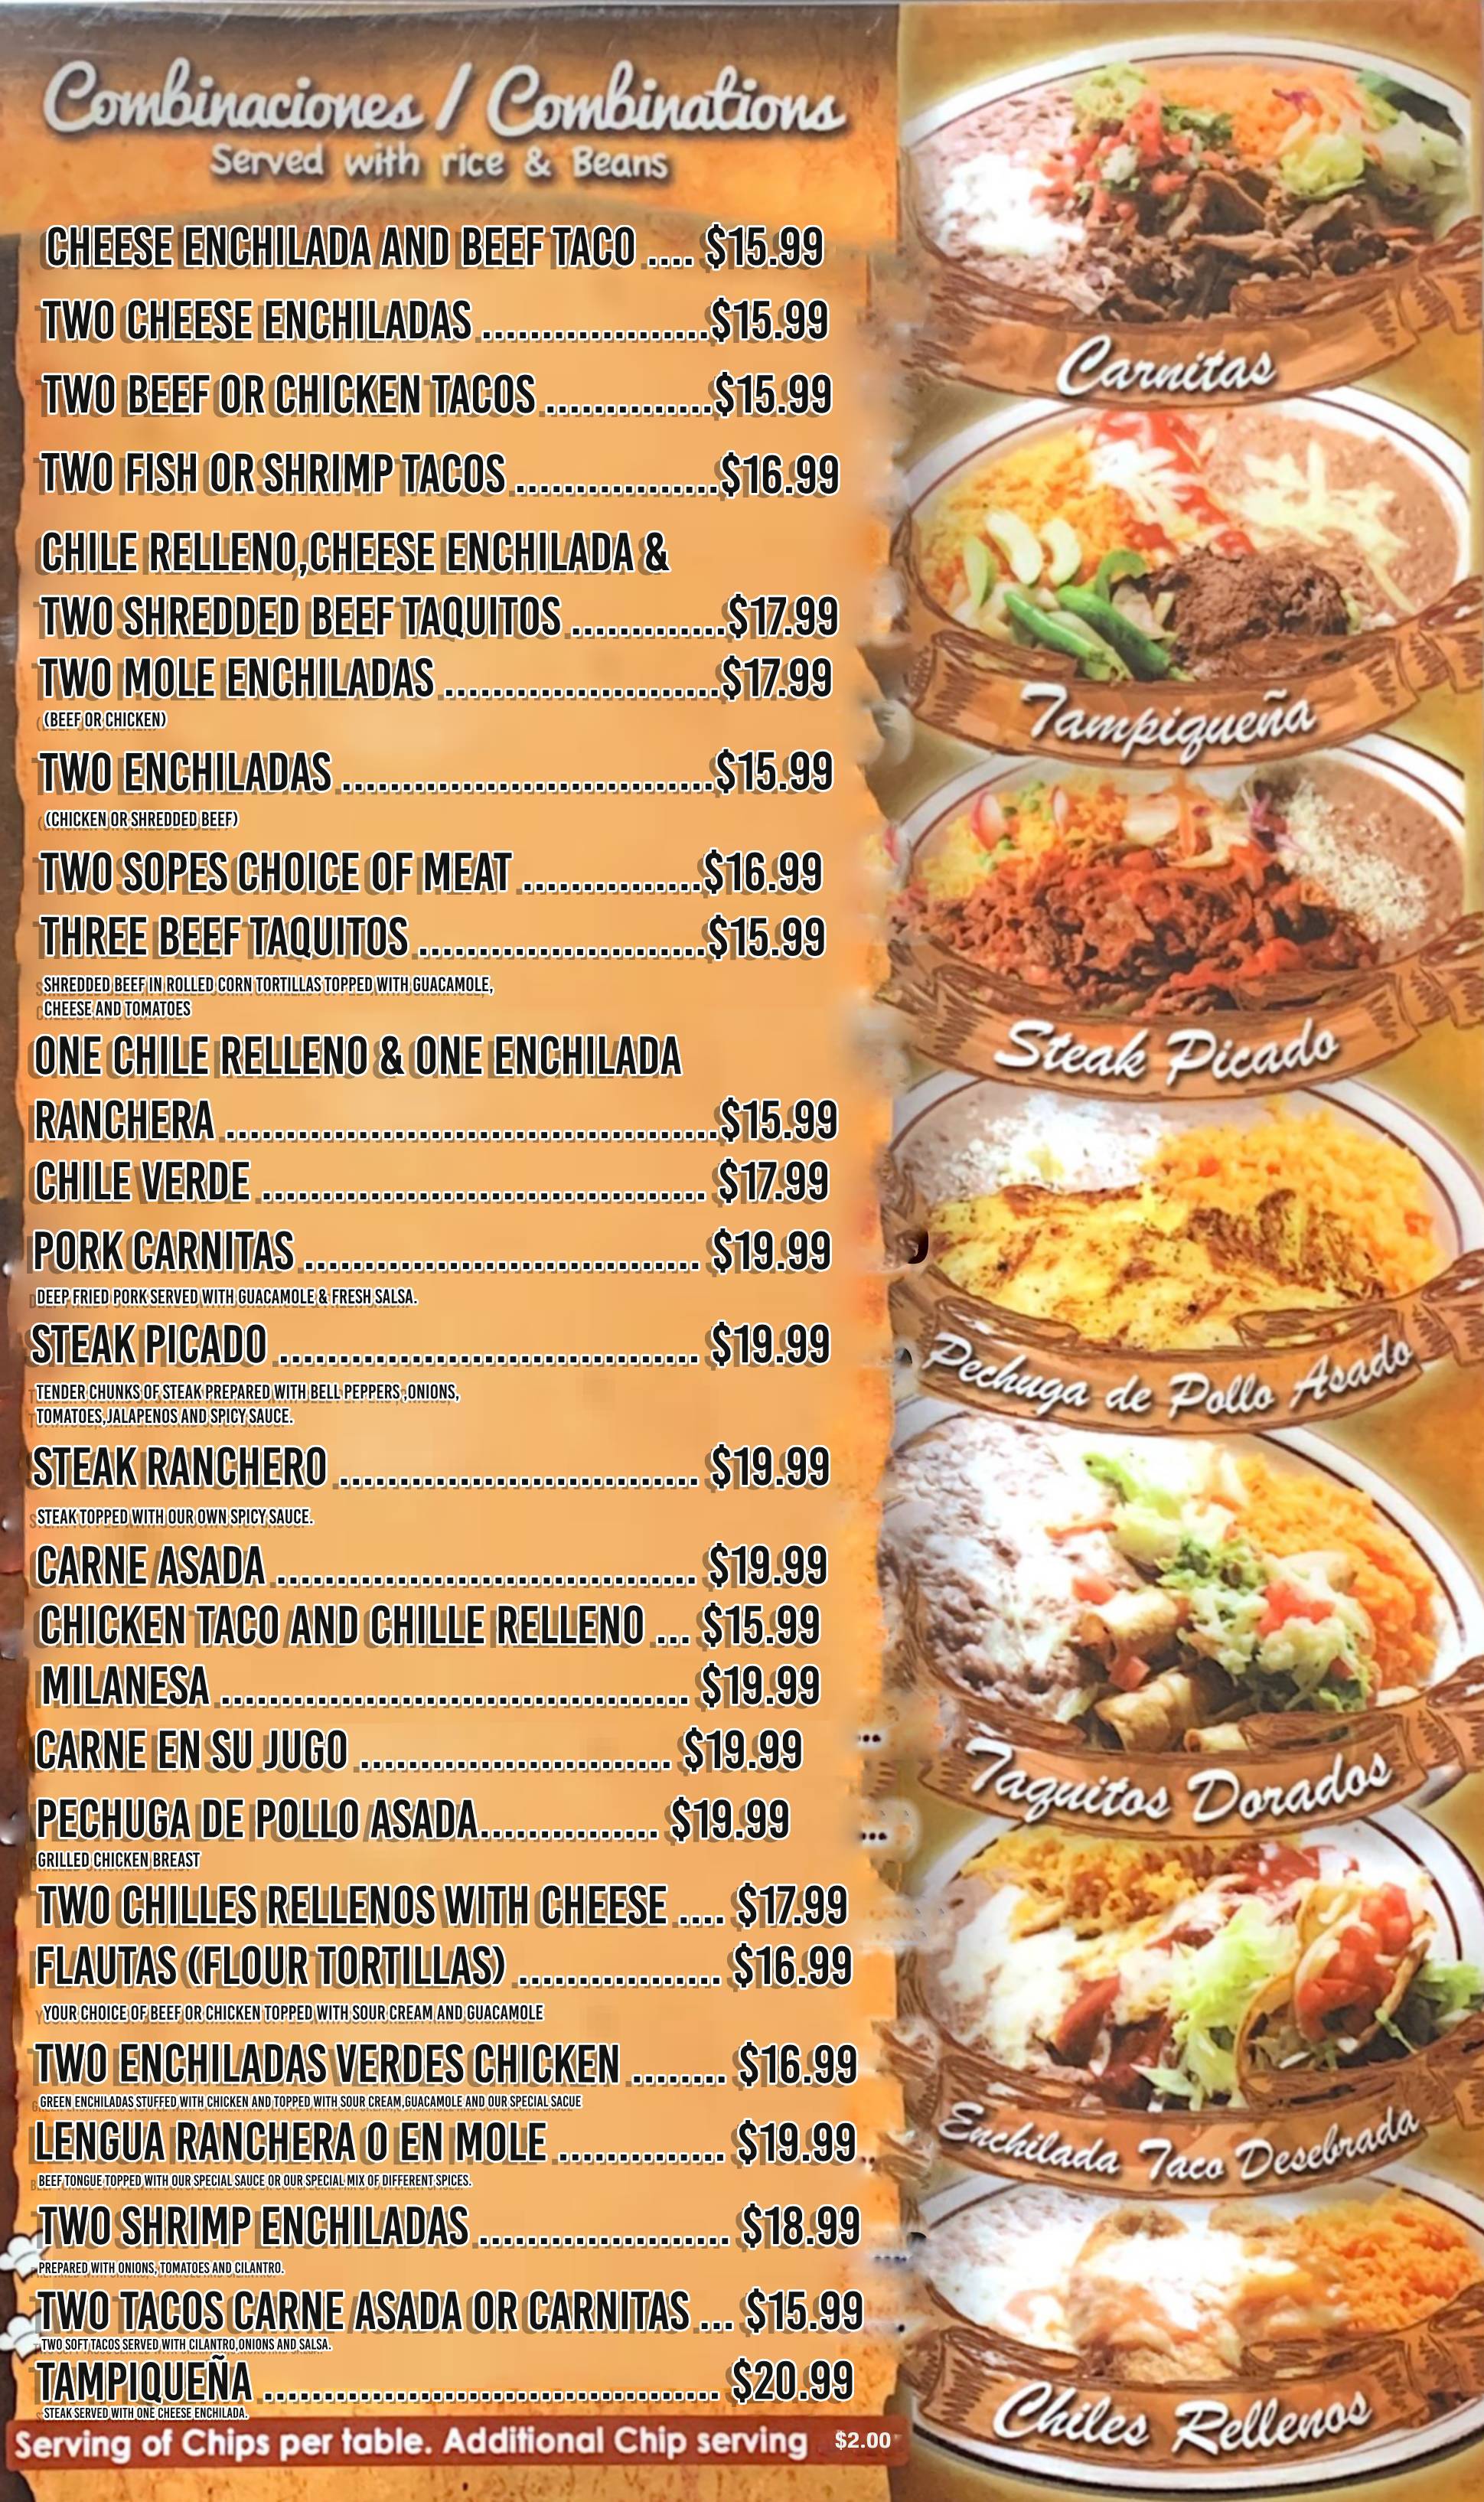 Combinaciones / Combinations
Served with rice & Beans
CHEESE ENCHILADA AND BEEF TACO .... $15.99
TWO CHEESE ENCHILADAS ...................$15.99
TWO BEEF OR CHICKEN TACOS ..............$15.99
TWO FISH OR SHRIMP TACOS .................$16.99
CHILE RELLENO,CHEESE ENCHILADA &
TWO SHREDDED BEEF TAQUITOS .............$17.99
TWO MOLE ENCHILADAS .......................$17.99
(BEEF OR CHICKEN)
TWO ENCHILADAS ...............................$15.99
(CHICKEN OR SHREDDED BEEF)
TWO SOPES CHOICE OF MEAT ...............$16.99
THREE BEEF TAQUITOS ........................$15.99
SHREDDED BEEF IN ROLLED CORN TORTILLAS TOPPED WITH GUACAMOLE,
CHEESE AND TOMATOES
ONE CHILE RELLENO & ONE ENCHILADA
RANCHERA .........................................$15.99
CHILE VERDE ..................................... $17.99
PORK CARNITAS ................................. $19.99
DEEP FRIED PORK SERVED WITH GUACAMOLE & FRESH SALSA.
STEAK PICADO ................................... $19.99
TENDER CHUNKS OF STEAK PREPARED WITH BELL PEPPERS ,ONIONS,
TOMATOES,JALAPENOS AND SPICY SAUCE.
STEAK RANCHERO .............................. $19.99
STEAK TOPPED WITH OUR OWN SPICY SAUCE.
CARNE ASADA ................................... $19.99
CHICKEN TACO AND CHILLE RELLENO ... $15.99
MILANESA ....................................... $19.99
CARNE EN SU JUGO .......................... $19.99
PECHUGA DE POLLO ASADA............... $19.99
GRILLED CHICKEN BREAST
TWO CHILLES RELLENOS WITH CHEESE .... $17.99
FLAUTAS (FLOUR TORTILLAS) ................. $16.99
YOUR CHOICE OF BEEF OR CHICKEN TOPPED WITH SOUR CREAM AND GUACAMOLE
TWO ENCHILADAS VERDES CHICKEN ........ $16.99
GREEN ENCHILADAS STUFFED WITH CHICKEN AND TOPPED WITH SOUR CREAM,GUACAMOLE AND OUR SPECIAL SACUE
LENGUA RANCHERA O EN MOLE .............. $19.99
BEEF TONGUE TOPPED WITH OUR SPECIAL SAUCE OR OUR SPECIAL MIX OF DIFFERENT SPICES.
TWO SHRIMP ENCHILADAS ..................... $18.99
PREPARED WITH ONIONS, TOMATOES AND CILANTRO.
TWO TACOS CARNE ASADA OR CARNITAS ... $15.99
TWO SOFT TACOS SERVED WITH CILANTRO,ONIONS AND SALSA.
TAMPIQUEÑA ...................................... $20.99
STEAK SERVED WITH ONE CHEESE ENCHILADA.
Serving of Chips per table. Additional Chip serving $2.00
Carnitas
Tampiqueña
Steak Picado
Pechuga de Pollo Asado
Taquitos Dorados
Enchilada Taco Desebrada
Chiles Rellenos